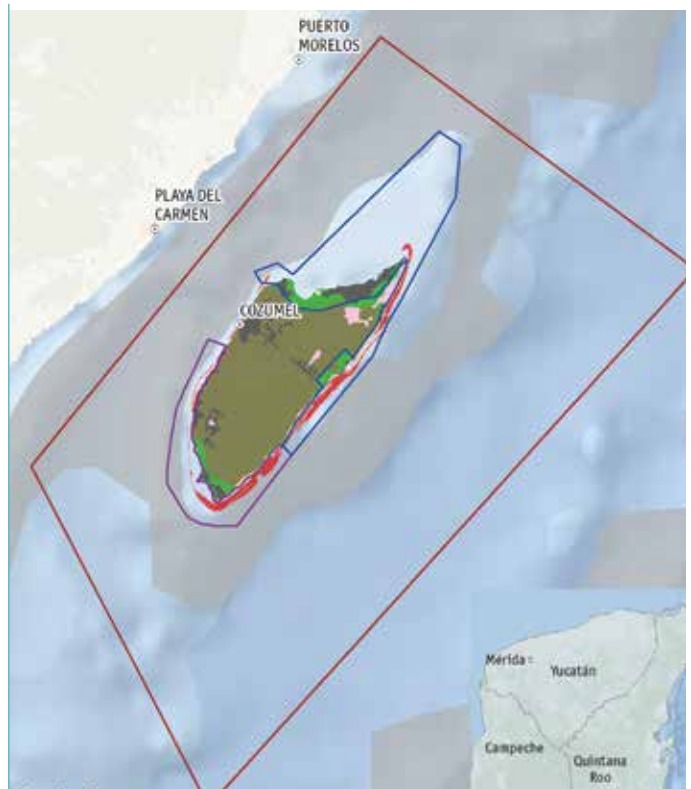 PUERTO
MORELOS
PLAYA DEL
CARMEN
COZUMEL
Mérida
Yucatán
Campeche
Quintana
Roo